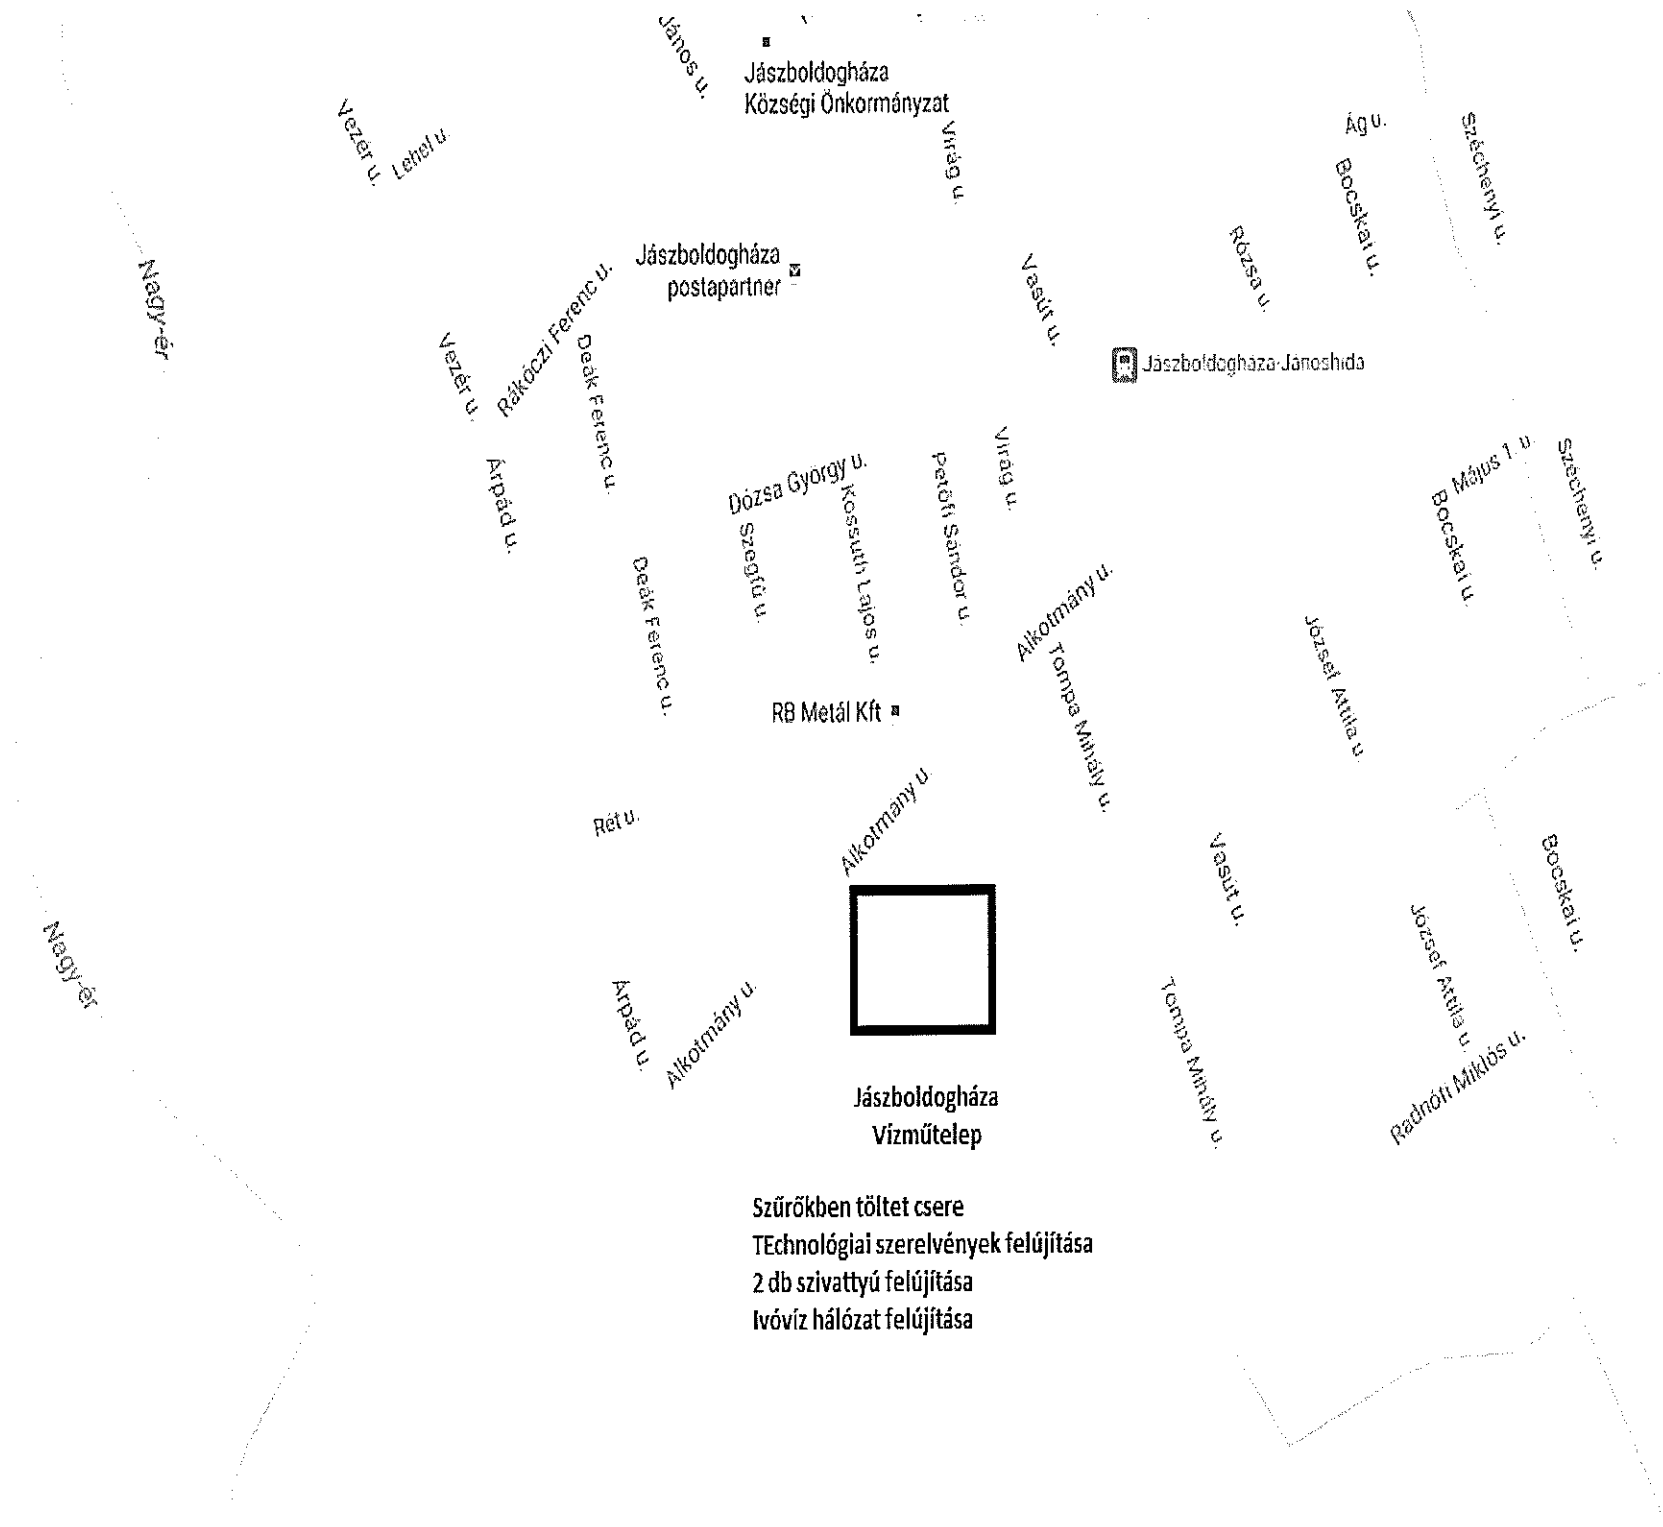 János u.
Jászboldogháza
Községi Önkormányzat
Vezér u.
Lehel u.
Virág u.
Ág u.
Széchenyi u.
Bocskai u.
Rózsa u.
Jászboldogháza
postapartner
Vasút u.
Nagy-ér
Rákóczi Ferenc u.
Vezér u.
Deák Ferenc u.
Jászboldogháza-Jánoshida
Árpád u.
Dózsa György u.
Szegfű u.
Kossuth Lajos u.
Petőfi Sándor u.
Virág u.
Május 1. u.
Bocskai u.
Széchenyi u.
Deák Ferenc u.
Alkotmány u.
Tompa Mihály u.
József Attila u.
RB Metál Kft
Alkotmány u.
Rét u.
Vasút u.
Bocskai u.
Nagy-ér
József Attila u.
Árpád u.
Alkotmány u.
Tompa Mihály u.
Radnóti Miklós u.
Jászboldogháza
Vízműtelep
Szűrőkben töltet csere
TEchnológiai szerelvények felújítása
2 db szivattyú felújítása
Ivóvíz hálózat felújítása